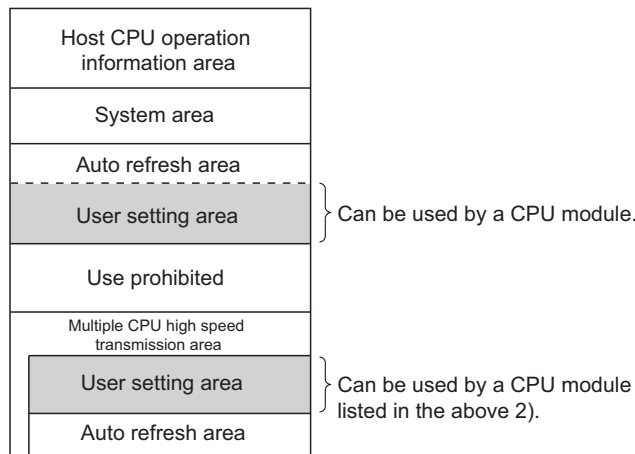 Host CPU operation
information area
System area
Auto refresh area
User setting area
Can be used by a CPU module.
Use prohibited
Multiple CPU high speed
transmission area
User setting area
Can be used by a CPU module
listed in the above 2).
Auto refresh area